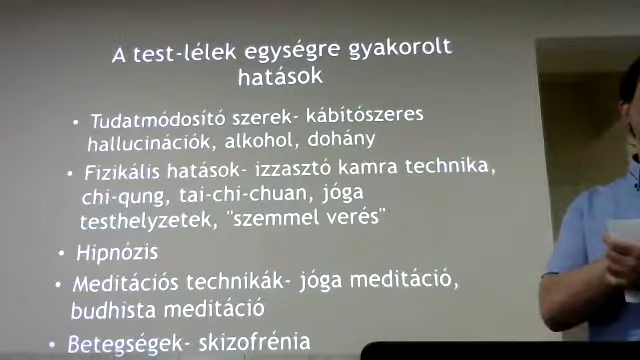 A test-lélek egységre gyakorolt
hatások
• Tudatmódosító szerek- kábítószeres
hallucinációk, alkohol, dohány
• Fizikális hatások- izzasztó kamra technika,
chi-qung, tai-chi-chuan, jóga
testhelyzetek, "szemmel verés"
• Hipnózis
• Meditációs technikák- jóga meditáció,
budhista meditáció
• Betegségek- skizofrénia